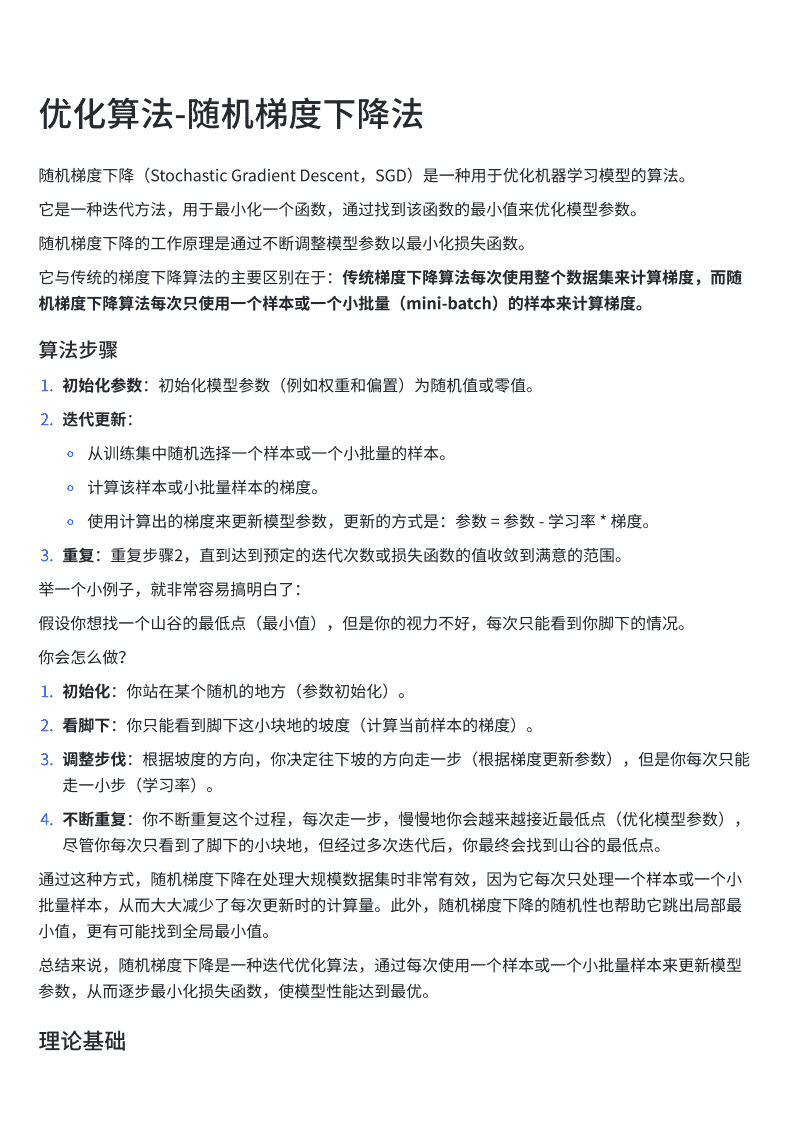 优化算法-随机梯度下降法
随机梯度下降（Stochastic Gradient Descent，SGD）是一种用于优化机器学习模型的算法。
它是一种迭代方法，用于最小化一个函数，通过找到该函数的最小值来优化模型参数。
随机梯度下降的工作原理是通过不断调整模型参数以最小化损失函数。
它与传统的梯度下降算法的主要区别在于：传统梯度下降算法每次使用整个数据集来计算梯度，而随
机梯度下降算法每次只使用一个样本或一个小批量（mini-batch）的样本来计算梯度。
算法步骤
1. 初始化参数：初始化模型参数（例如权重和偏置）为随机值或零值。
2. 迭代更新：
◦ 从训练集中随机选择一个样本或一个小批量的样本。
◦ 计算该样本或小批量样本的梯度。
◦ 使用计算出的梯度来更新模型参数，更新的方式是：参数 = 参数 - 学习率 * 梯度。
3. 重复：重复步骤2，直到达到预定的迭代次数或损失函数的值收敛到满意的范围。
举一个小例子，就非常容易搞明白了：
假设你想找一个山谷的最低点（最小值），但是你的视力不好，每次只能看到你脚下的情况。
你会怎么做？
1. 初始化：你站在某个随机的地方（参数初始化）。
2. 看脚下：你只能看到脚下这小块地的坡度（计算当前样本的梯度）。
3. 调整步伐：根据坡度的方向，你决定往下坡的方向走一步（根据梯度更新参数），但是你每次只能
走一小步（学习率）。
4. 不断重复：你不断重复这个过程，每次走一步，慢慢地你会越来越接近最低点（优化模型参数），
尽管你每次只看到了脚下的小块地，但经过多次迭代后，你最终会找到山谷的最低点。
通过这种方式，随机梯度下降在处理大规模数据集时非常有效，因为它每次只处理一个样本或一个小
批量样本，从而大大减少了每次更新时的计算量。此外，随机梯度下降的随机性也帮助它跳出局部最
小值，更有可能找到全局最小值。
总结来说，随机梯度下降是一种迭代优化算法，通过每次使用一个样本或一个小批量样本来更新模型
参数，从而逐步最小化损失函数，使模型性能达到最优。
理论基础